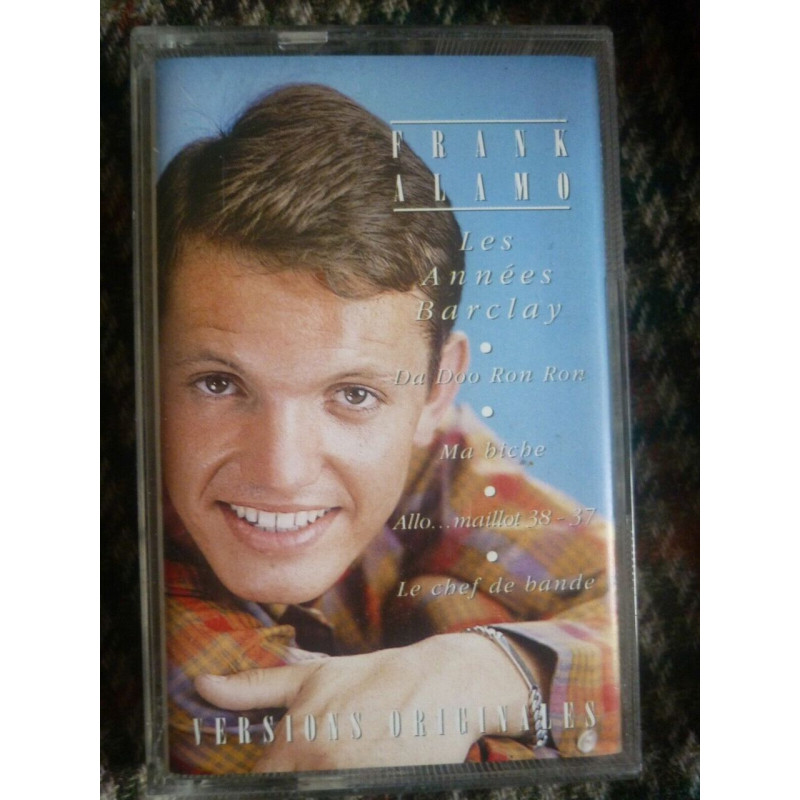 FRANK
ALAMO
Les
Années
Barclay
Da Doo Ron Ron
Ma biche
Allo...maillot 38-37
Le chef de bande
VERSIONS ORIGINALES